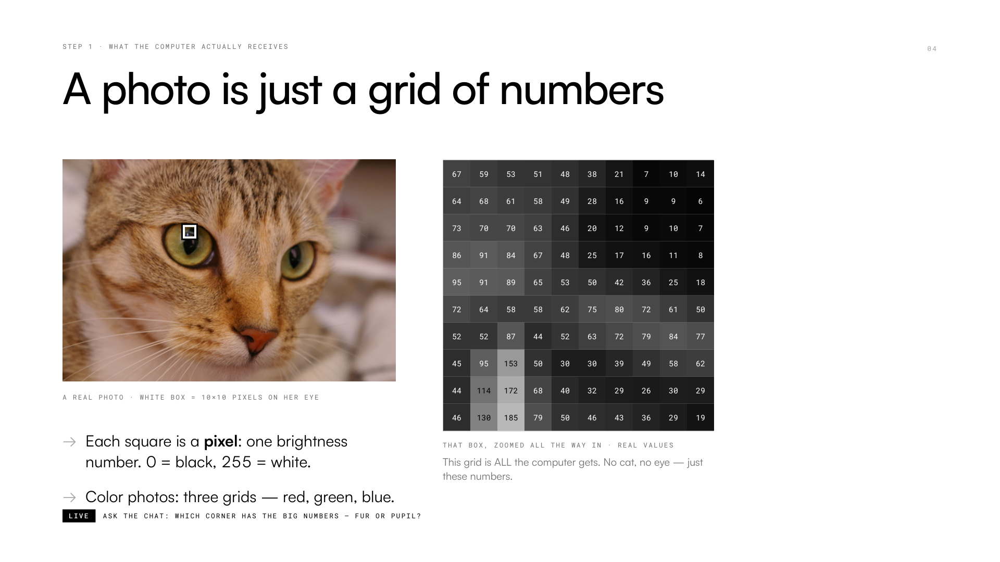 STEP 1 · WHAT THE COMPUTER ACTUALLY RECEIVES
04
A photo is just a grid of numbers
A REAL PHOTO · WHITE BOX = 10×10 PIXELS ON HER EYE
→ Each square is a pixel: one brightness
number. 0 = black, 255 = white.
→ Color photos: three grids — red, green, blue.
67 59 53 51 48 38 21 7 10 14
64 68 61 58 49 28 16 9 9 6
73 70 70 63 46 20 12 9 10 7
86 91 84 67 48 25 17 16 11 8
95 91 89 65 53 50 42 36 25 18
72 64 58 58 62 75 80 72 61 50
52 52 87 44 52 63 72 79 84 77
45 95 153 50 30 30 39 49 58 62
44 114 172 68 40 32 29 26 30 29
46 130 185 79 50 46 43 36 29 19
THAT BOX, ZOOMED ALL THE WAY IN · REAL VALUES
This grid is ALL the computer gets. No cat, no eye — just
these numbers.
LIVE ASK THE CHAT: WHICH CORNER HAS THE BIG NUMBERS — FUR OR PUPIL?